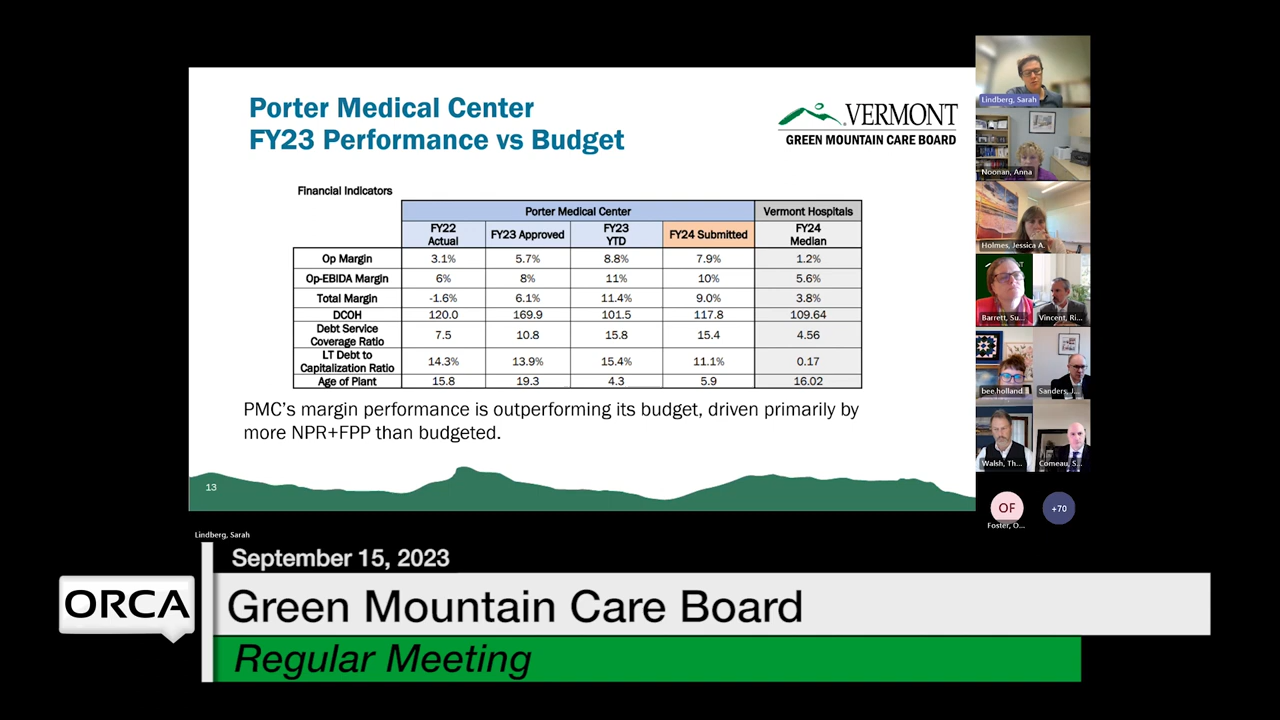 Porter Medical Center
FY23 Performance vs Budget
VERMONT
GREEN MOUNTAIN CARE BOARD
Financial Indicators
Porter Medical Center Vermont Hospitals
FY22 Actual FY23 Approved FY23 YTD FY24 Submitted FY24 Median
Op Margin 3.1% 5.7% 8.8% 7.9% 1.2%
Op-EBIDA Margin 6% 8% 11% 10% 5.6%
Total Margin -1.6% 6.1% 11.4% 9.0% 3.8%
DCOH 120.0 169.9 101.5 117.8 109.64
Debt Service Coverage Ratio 7.5 10.8 15.8 15.4 4.56
LT Debt to Capitalization Ratio 14.3% 13.9% 15.4% 11.1% 0.17
Age of Plant 15.8 19.3 4.3 5.9 16.02
PMC's margin performance is outperforming its budget, driven primarily by
more NPR+FPP than budgeted.
13
Lindberg, Sarah
Noonan, Anna
Holmes, Jessica A.
Barrett, Su... Vincent, Ri...
bee.holland Sanders, J...
Walsh, Th... Comeau, S...
OF +70
Foster, O...
Lindberg, Sarah
September 15, 2023
ORCA
Green Mountain Care Board
Regular Meeting